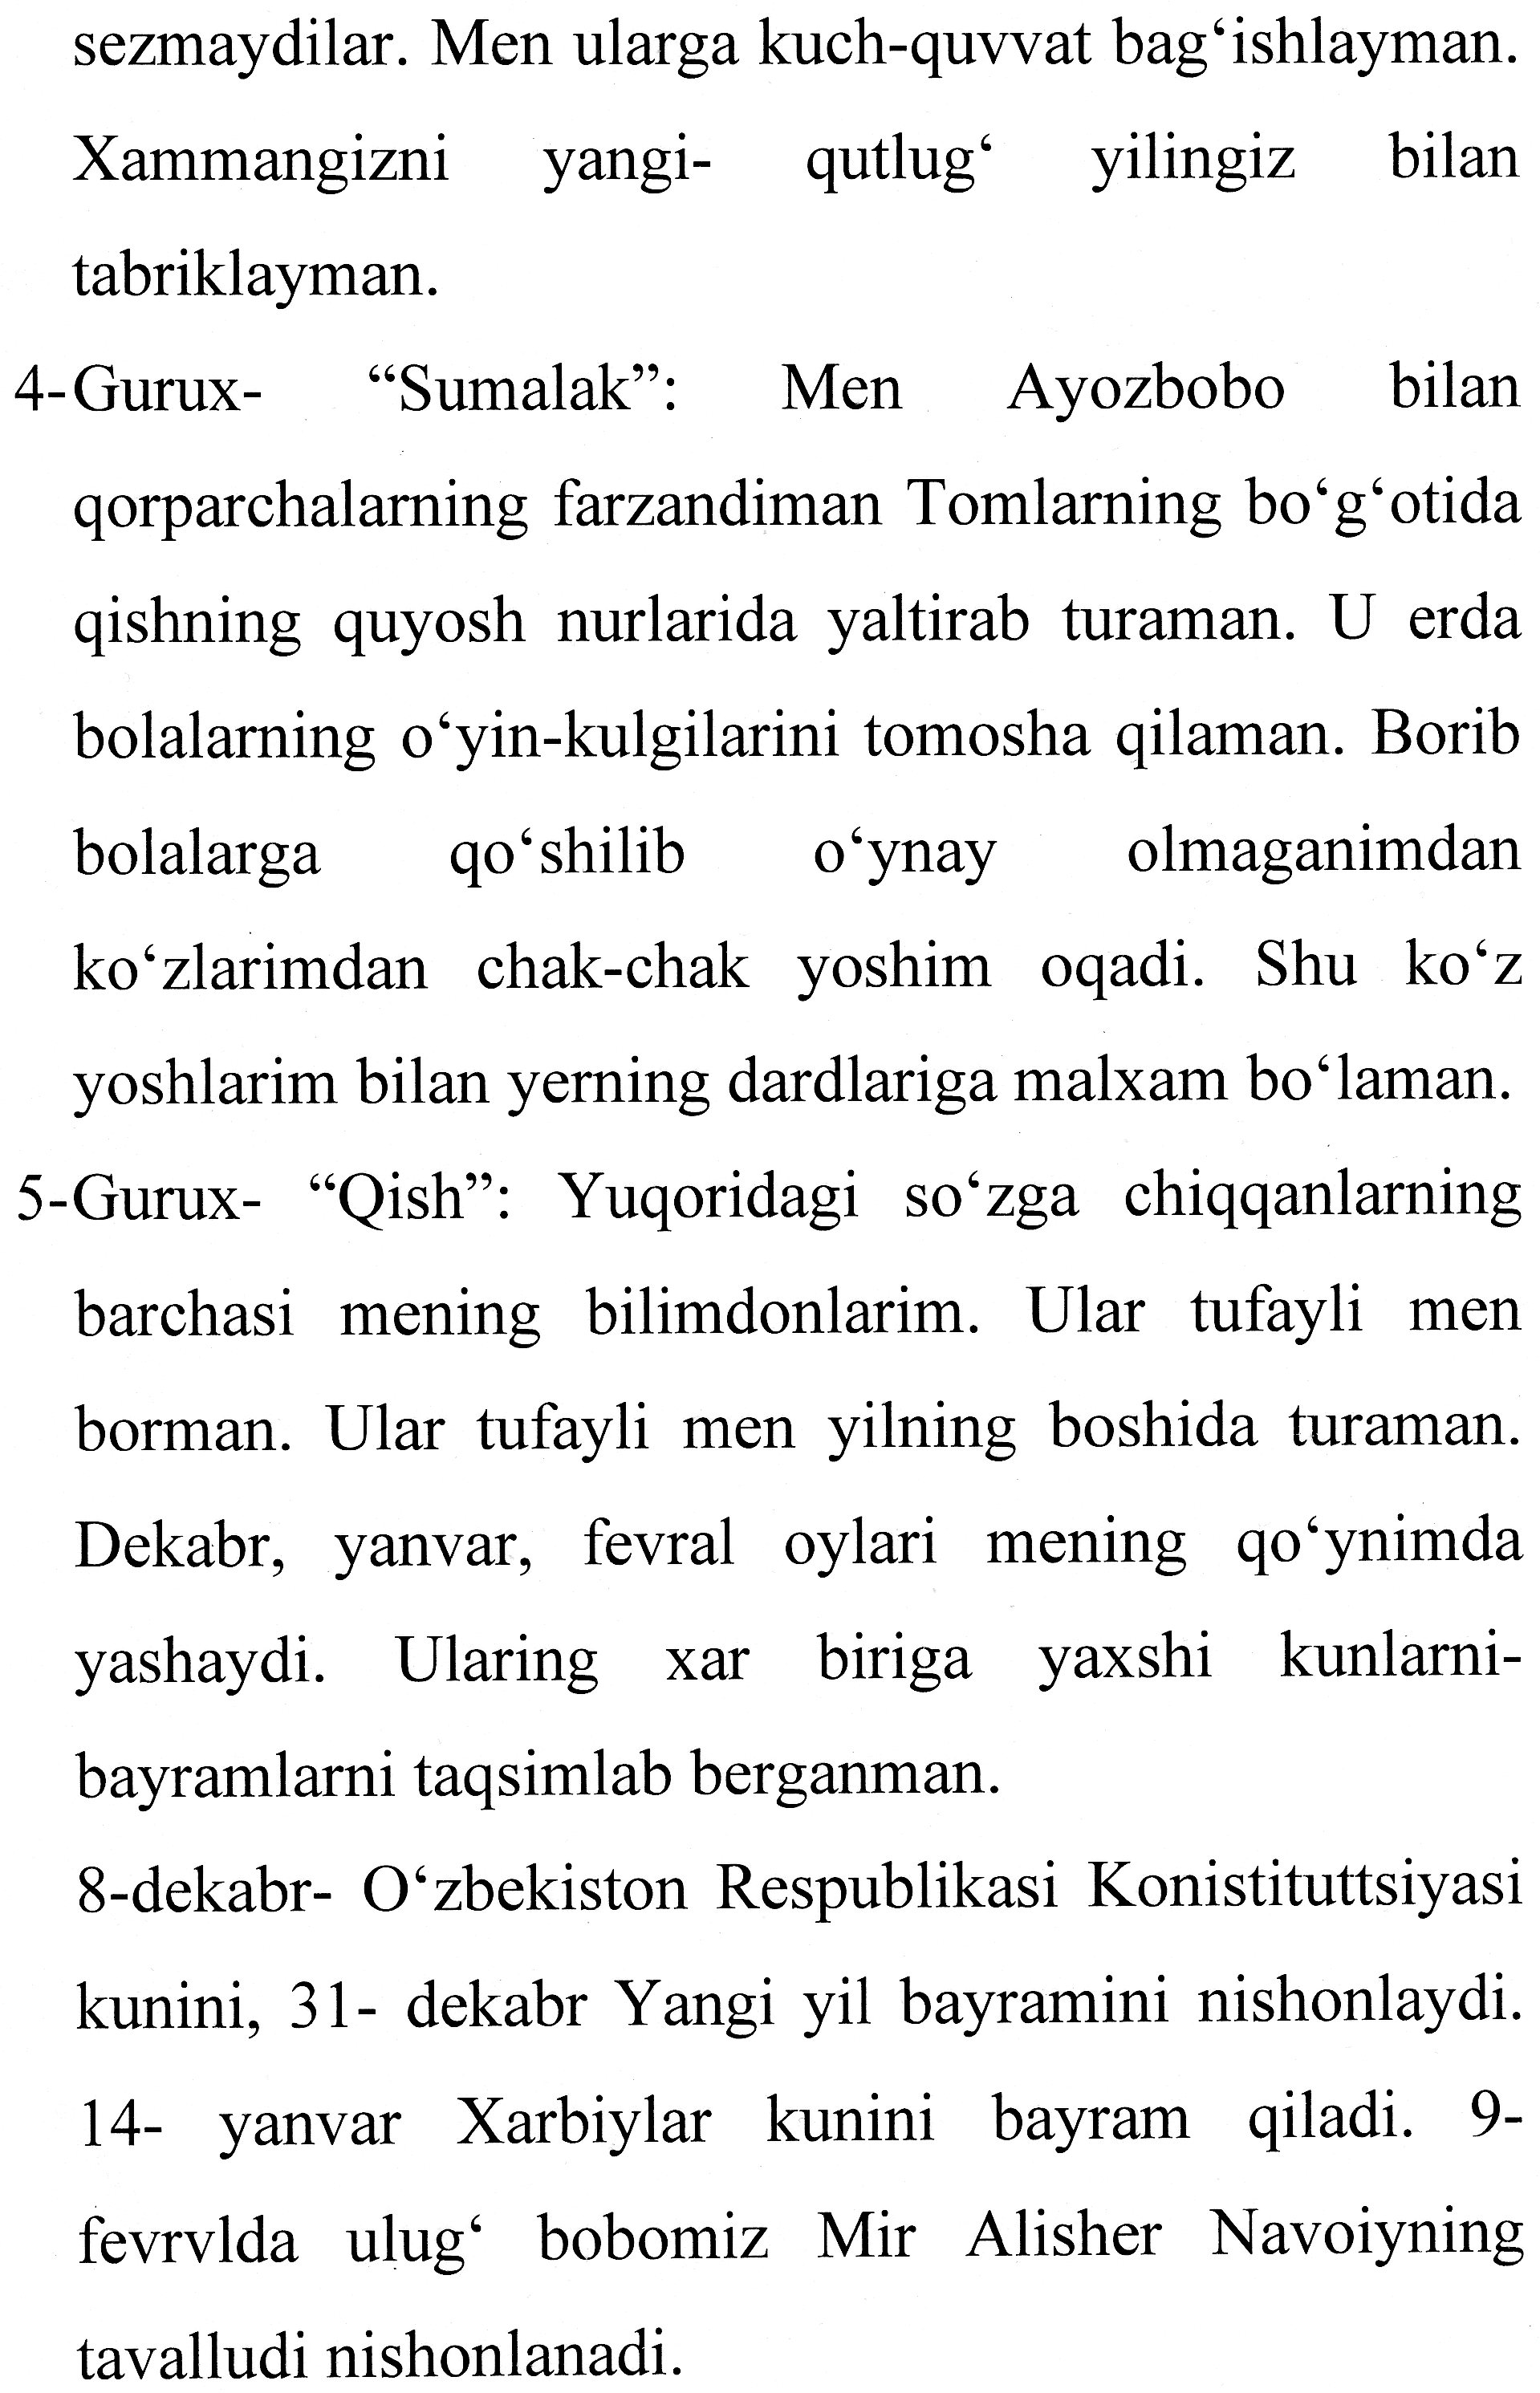 sezmaydilar. Men ularga kuch-quvvat bag‘ishlayman.
Xammangizni yangi- qutlug‘ yilingiz bilan
tabriklayman.
4-Gurux- “Sumalak”: Men Ayozbobo bilan
qorparchalarning farzandiman Tomlarning bo‘g‘otida
qishning quyosh nurlarida yaltirab turaman. U erda
bolalarning o‘yin-kulgilarini tomosha qilaman. Borib
bolalarga qo‘shilib o‘ynay olmaganimdan
ko‘zlarimdan chak-chak yoshim oqadi. Shu ko‘z
yoshlarim bilan yerning dardlariga malxam bo‘laman.
5-Gurux- “Qish”: Yuqoridagi so‘zga chiqqanlarning
barchasi mening bilimdonlarim. Ular tufayli men
borman. Ular tufayli men yilning boshida turaman.
Dekabr, yanvar, fevral oylari mening qo‘ynimda
yashaydi. Ularing xar biriga yaxshi kunlarni-
bayramlarni taqsimlab berganman.
8-dekabr- O‘zbekiston Respublikasi Konistituttsiyasi
kunini, 31- dekabr Yangi yil bayramini nishonlaydi.
14- yanvar Xarbiylar kunini bayram qiladi. 9-
fevrvlda ulug‘ bobomiz Mir Alisher Navoiyning
tavalludi nishonlanadi.